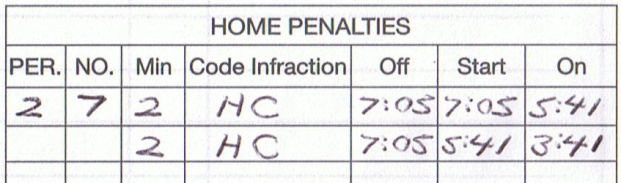 HOME PENALTIES
PER. NO. Min Code Infraction Off Start On
2 7 2 HC 7:05 7:05 5:41
2 HC 7:05 5:41 3:41